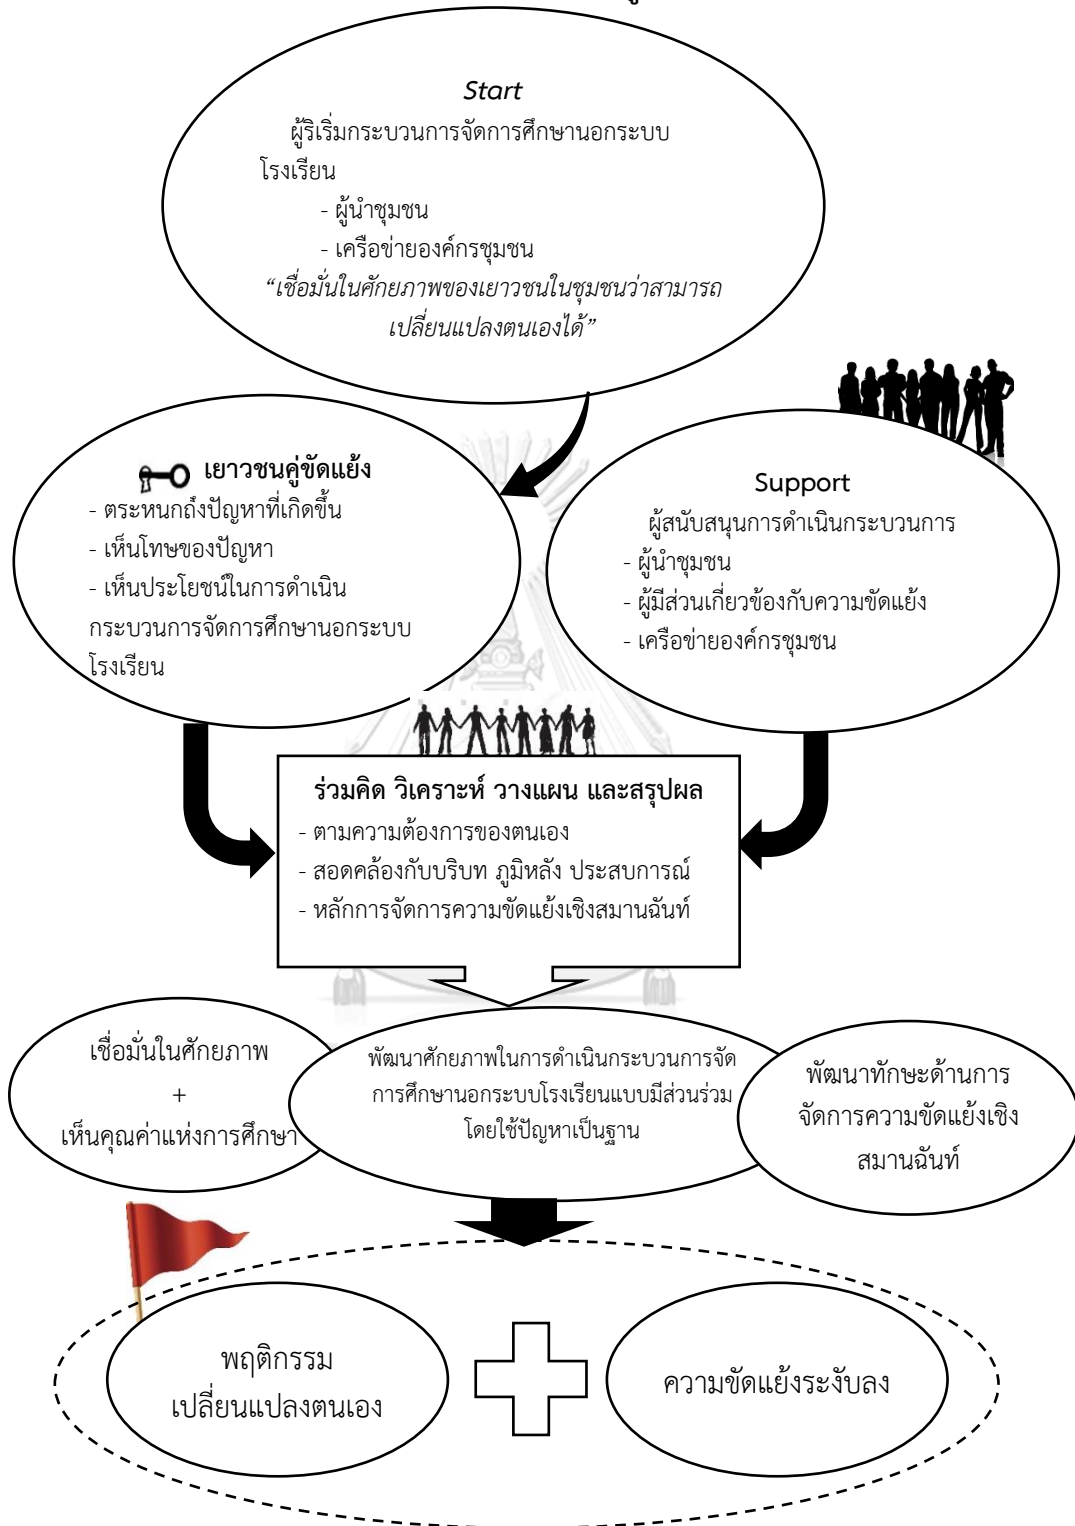 Start
ผู้ริเริ่มกระบวนการจัดการศึกษานอกระบบ
โรงเรียน
- ผู้นำชุมชน
- เครือข่ายองค์กรชุมชน
“เชื่อมั่นในศักยภาพของเยาวชนในชุมชนว่าสามารถ
เปลี่ยนแปลงตนเองได้”
เยาวชนคู่ขัดแย้ง
- ตระหนกถึงปัญหาที่เกิดขึ้น
- เห็นโทษของปัญหา
- เห็นประโยชน์ในการดำเนิน
กระบวนการจัดการศึกษานอกระบบ
โรงเรียน
Support
ผู้สนับสนุนการดำเนินกระบวนการ
- ผู้นำชุมชน
- ผู้มีส่วนเกี่ยวข้องกับความขัดแย้ง
- เครือข่ายองค์กรชุมชน
ร่วมคิด วิเคราะห์ วางแผน และสรุปผล
- ตามความต้องการของตนเอง
- สอดคล้องกับบริบท ภูมิหลัง ประสบการณ์
- หลักการจัดการความขัดแย้งเชิงสมานฉันท์
เชื่อมั่นในศักยภาพ
+
เห็นคุณค่าแห่งการศึกษา
พัฒนาศักยภาพในการดำเนินกระบวนการจัด
การศึกษานอกระบบโรงเรียนแบบมีส่วนร่วม
โดยใช้ปัญหาเป็นฐาน
พัฒนาทักษะด้านการ
จัดการความขัดแย้งเชิง
สมานฉันท์
พฤติกรรม
เปลี่ยนแปลงตนเอง
ความขัดแย้งระงับลง